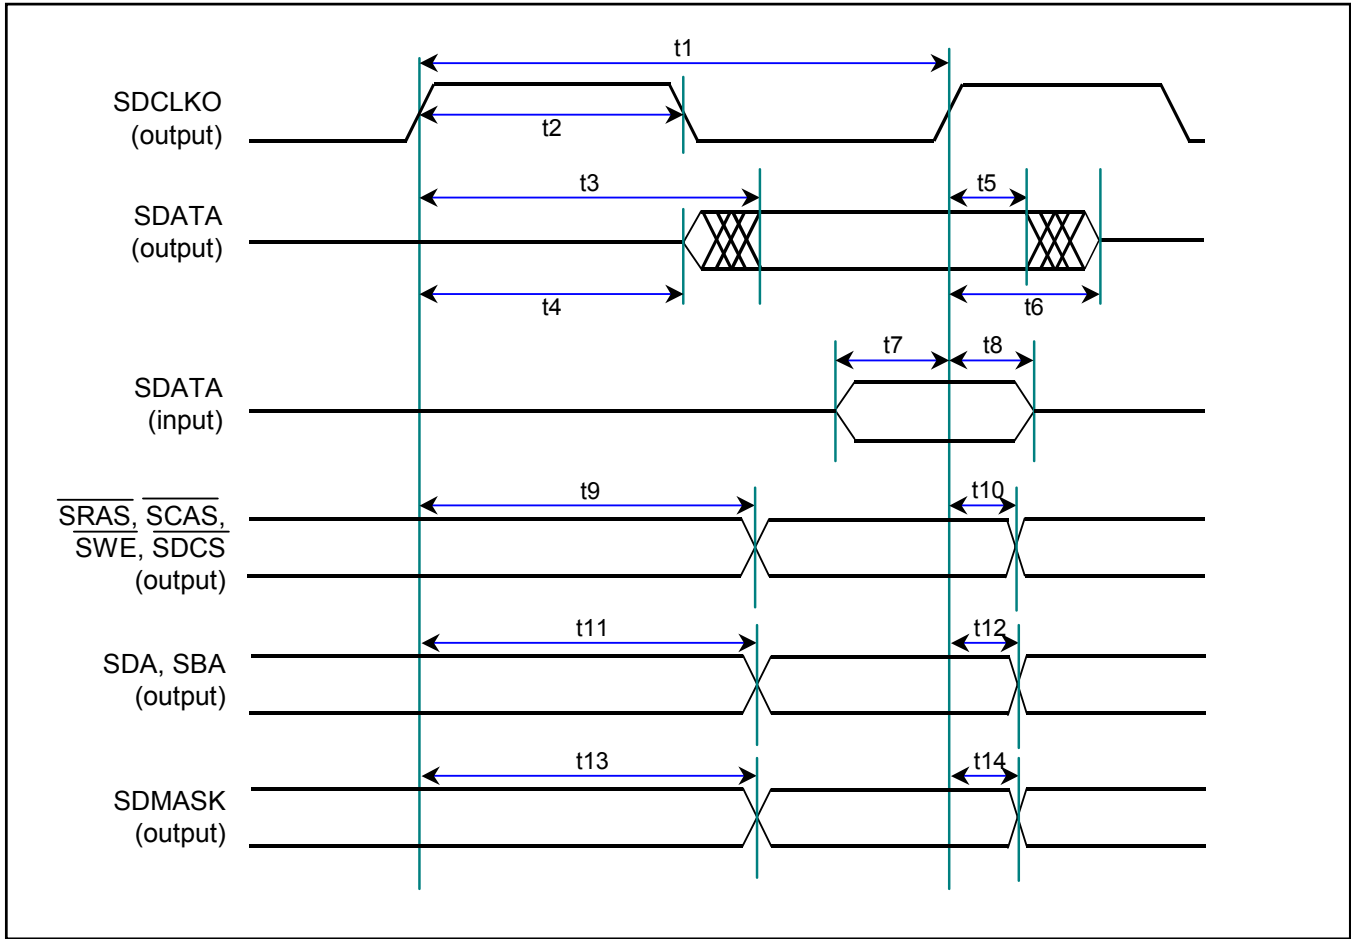 t1
SDCLKO
(output)
t2
t3
t5
SDATA
(output)
t4
t6
t7
t8
SDATA
(input)
t9
t10
SRAS, SCAS,
SWE, SDCS
(output)
t11
t12
SDA, SBA
(output)
t13
t14
SDMASK
(output)